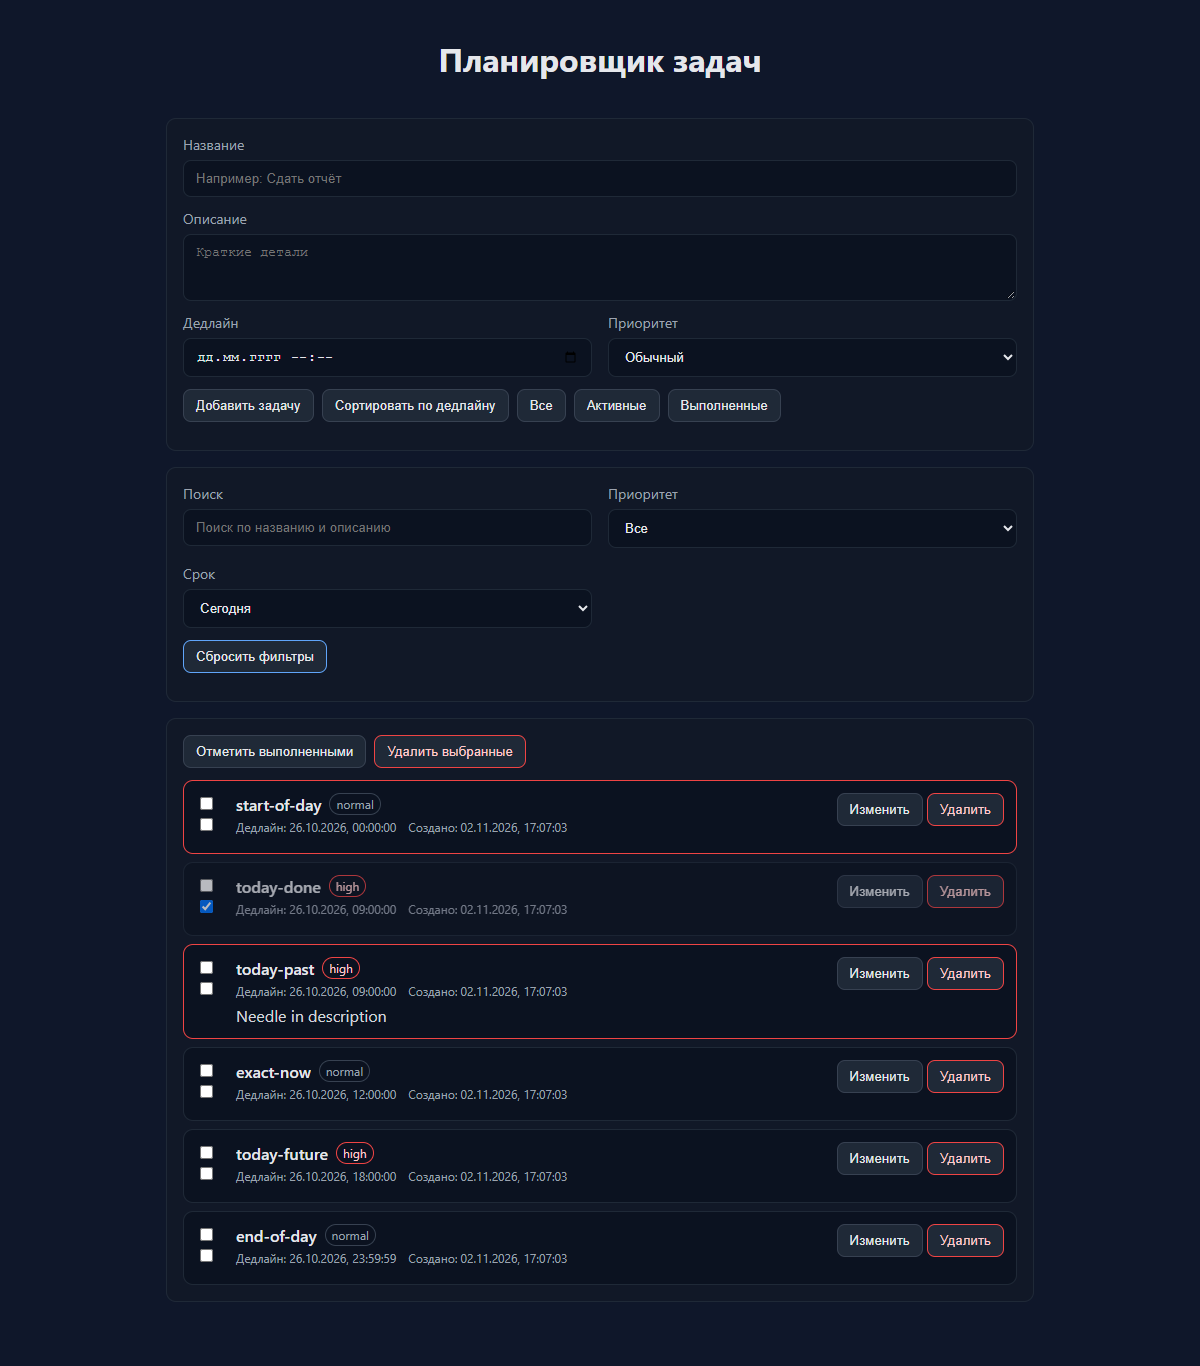 Планировщик задач
Название
Например: Сдать отчёт
Описание
Краткие детали
Дедлайн Приоритет
дд.мм.гггг --:-- Обычный
Добавить задачу Сортировать по дедлайну Все Активные Выполненные
Поиск Приоритет
Поиск по названию и описанию Все
Срок
Сегодня
Сбросить фильтры
Отметить выполненными Удалить выбранные
start-of-day normal Изменить Удалить
Дедлайн: 26.10.2026, 00:00:00 Создано: 02.11.2026, 17:07:03
today-done high Изменить Удалить
Дедлайн: 26.10.2026, 09:00:00 Создано: 02.11.2026, 17:07:03
today-past high Изменить Удалить
Дедлайн: 26.10.2026, 09:00:00 Создано: 02.11.2026, 17:07:03
Needle in description
exact-now normal Изменить Удалить
Дедлайн: 26.10.2026, 12:00:00 Создано: 02.11.2026, 17:07:03
today-future high Изменить Удалить
Дедлайн: 26.10.2026, 18:00:00 Создано: 02.11.2026, 17:07:03
end-of-day normal Изменить Удалить
Дедлайн: 26.10.2026, 23:59:59 Создано: 02.11.2026, 17:07:03